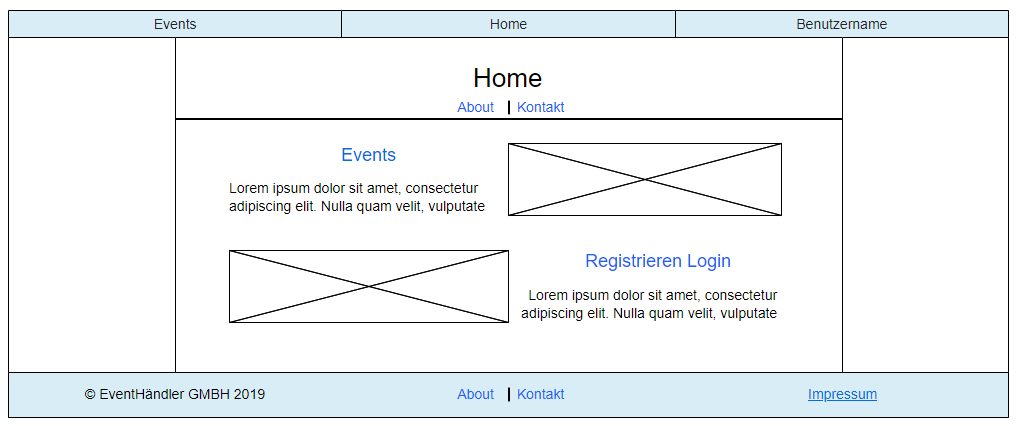 Events
Home
Benutzername
Home
About | Kontakt
Events
Lorem ipsum dolor sit amet, consectetur
adipiscing elit. Nulla quam velit, vulputate
Registrieren Login
Lorem ipsum dolor sit amet, consectetur
adipiscing elit. Nulla quam velit, vulputate
© EventHändler GMBH 2019
About | Kontakt
Impressum